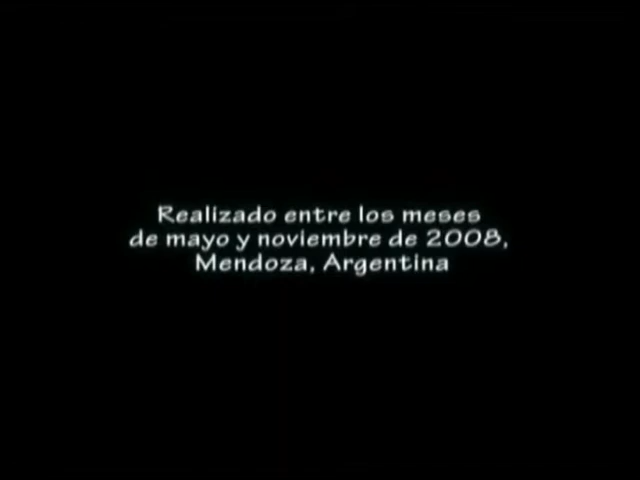 Realizado entre los meses
de mayo y noviembre de 2008,
Mendoza, Argentina